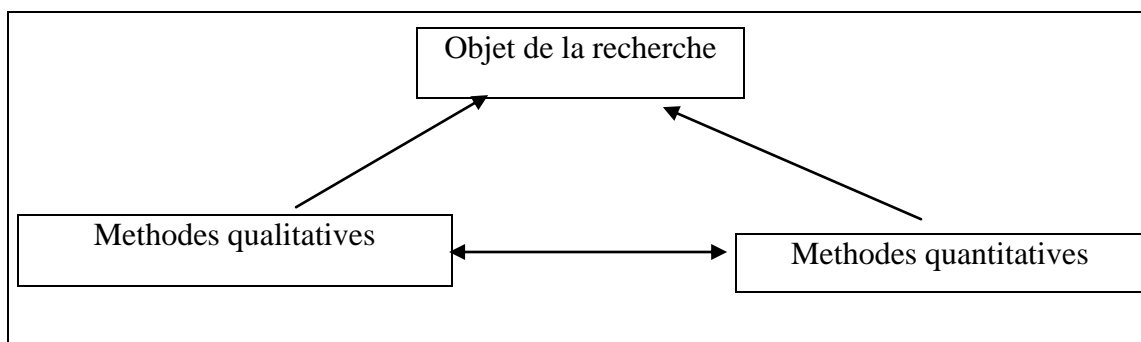 Objet de la recherche
Methodes qualitatives
Methodes quantitatives